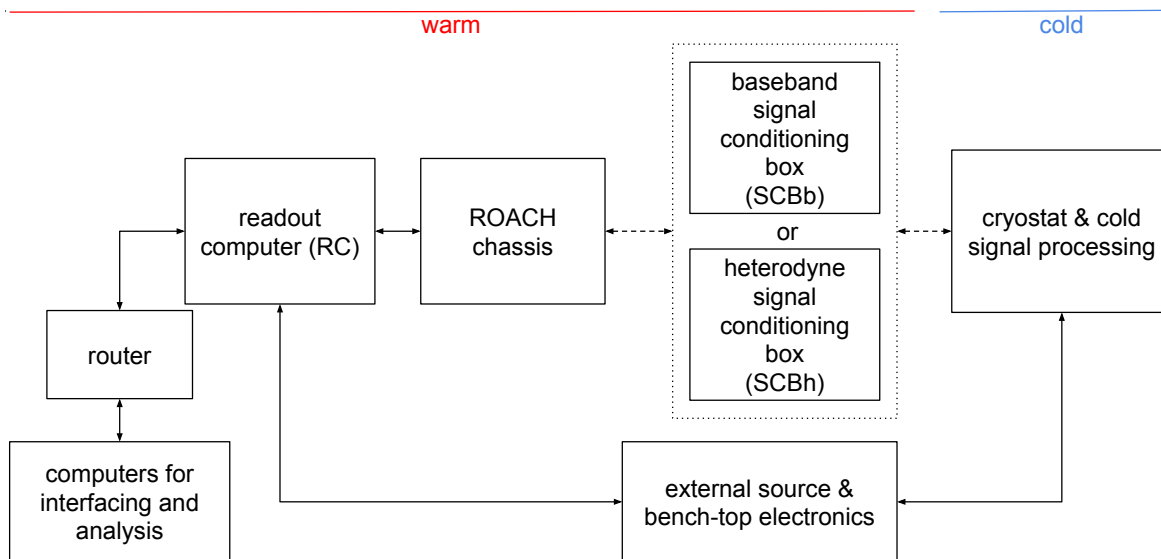 warm
cold
baseband
signal
conditioning
box
(SCBb)
or
heterodyne
signal
conditioning
box
(SCBh)
readout
computer (RC)
ROACH
chassis
cryostat & cold
signal processing
router
computers for
interfacing and
analysis
external source &
bench-top electronics